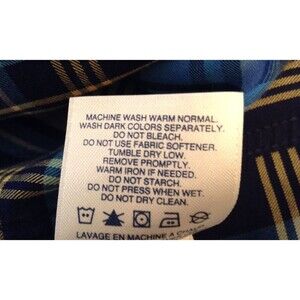 MACHINE WASH WARM NORMAL.
WASH DARK COLORS SEPARATELY.
DO NOT BLEACH.
DO NOT USE FABRIC SOFTENER.
TUMBLE DRY LOW.
REMOVE PROMPTLY.
WARM IRON IF NEEDED.
DO NOT STARCH.
DO NOT PRESS WHEN WET.
DO NOT DRY CLEAN.
LAVAGE EN MACHINE A